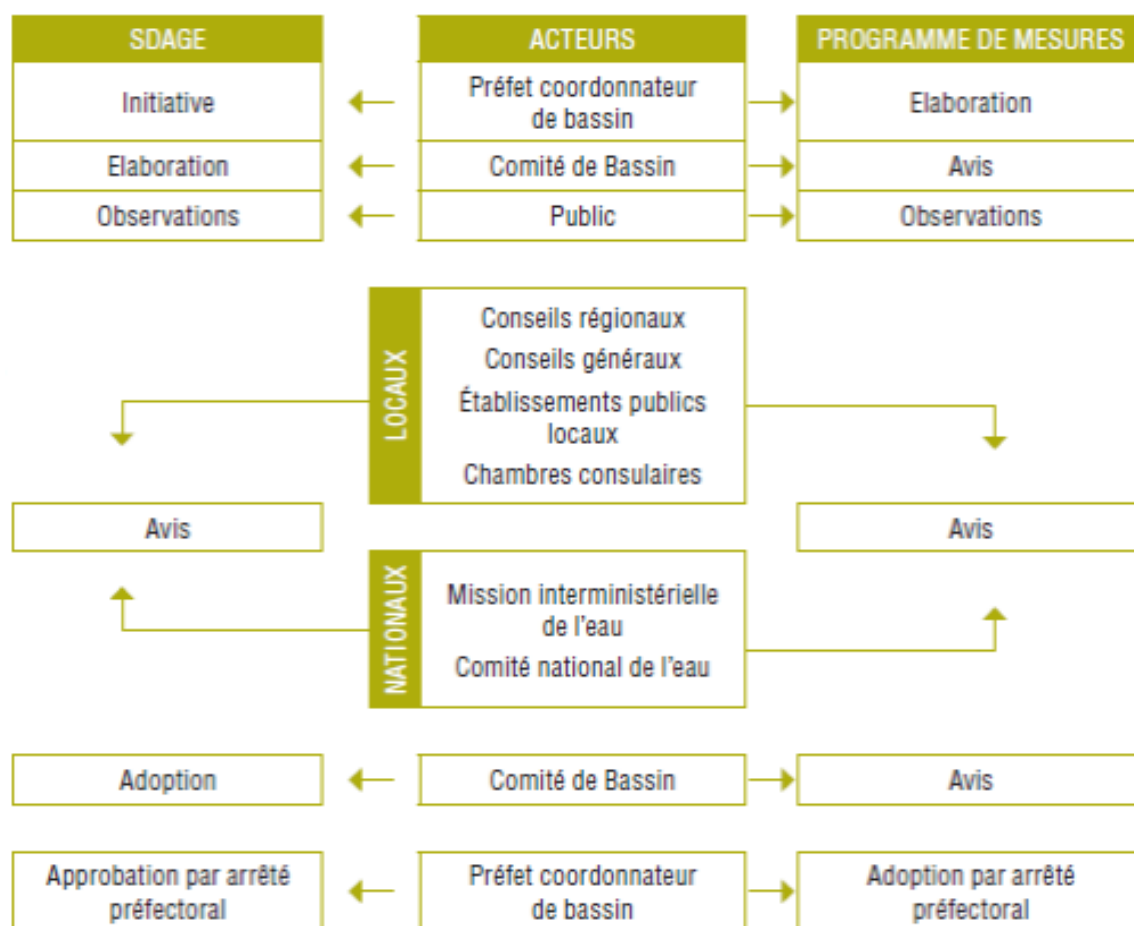 SDAGE
ACTEURS
PROGRAMME DE MESURES
Initiative
Préfet coordonnateur
de bassin
Elaboration
Elaboration
Comité de Bassin
Avis
Observations
Public
Observations
LOCAUX
Conseils régionaux
Conseils généraux
Établissements publics
locaux
Chambres consulaires
Avis
Avis
NATIONAUX
Mission interministérielle
de l'eau
Comité national de l'eau
Adoption
Comité de Bassin
Avis
Approbation par arrêté
préfectoral
Préfet coordonnateur
de bassin
Adoption par arrêté
préfectoral